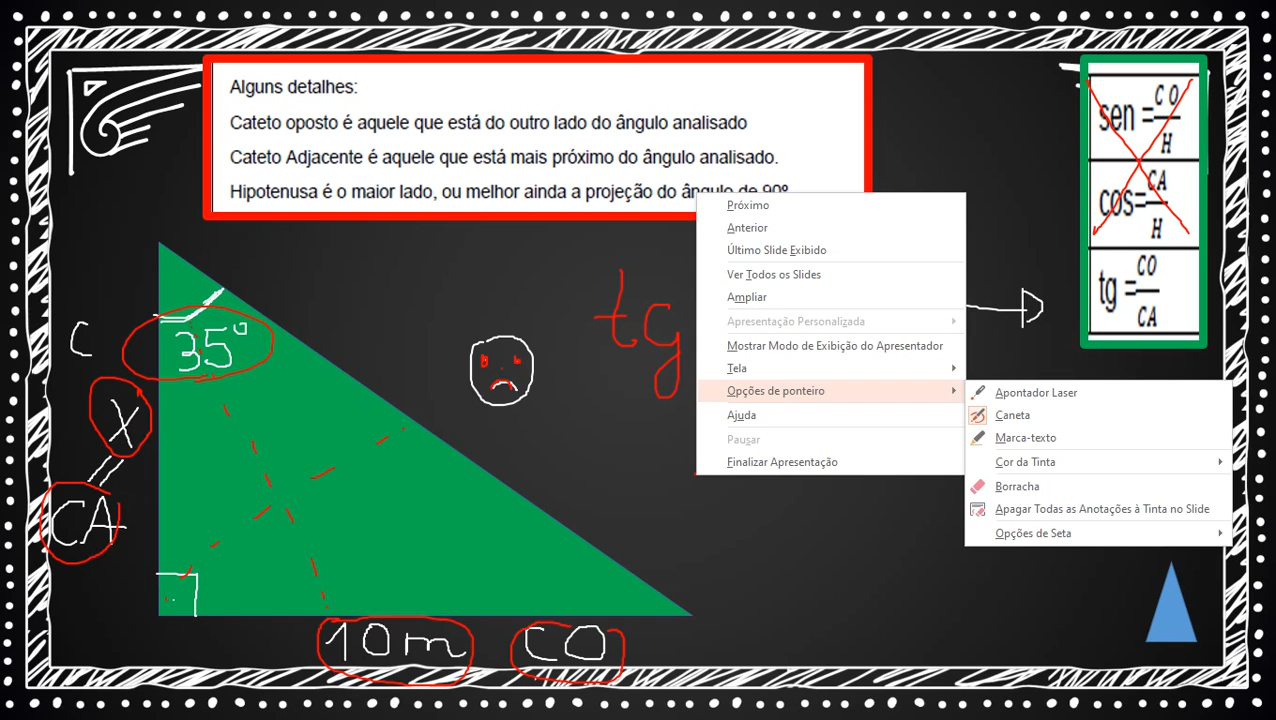 Alguns detalhes:
Cateto oposto é aquele que está do outro lado do ângulo analisado
Cateto Adjacente é aquele que está mais próximo do ângulo analisado.
Hipotenusa é o maior lado, ou melhor ainda a projeção do ângulo de 90º
sen = CO
H
cos= CA
H
tg = CO
CA
Próximo
Anterior
Último Slide Exibido
Ver Todos os Slides
Ampliar
Apresentação Personalizada
Mostrar Modo de Exibição do Apresentador
Tela
Opções de ponteiro
Ajuda
Pausar
Finalizar Apresentação
Apontador Laser
Caneta
Marca-texto
Cor da Tinta
Borracha
Apagar Todas as Anotações à Tinta no Slide
Opções de Seta
tg
C
35º
X
CA
10m
CO